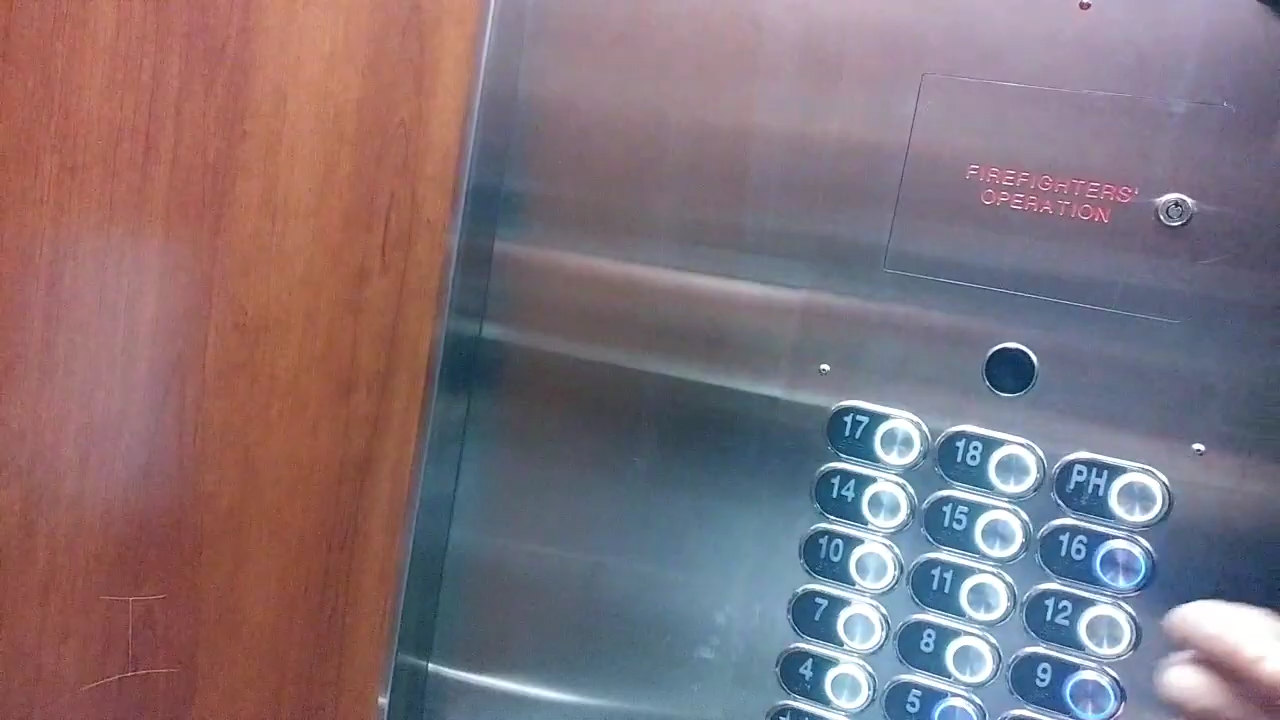 FIREFIGHTERS'
OPERATION
17 18 PH
14 15 16
10 11 12
7 8 9
4 5